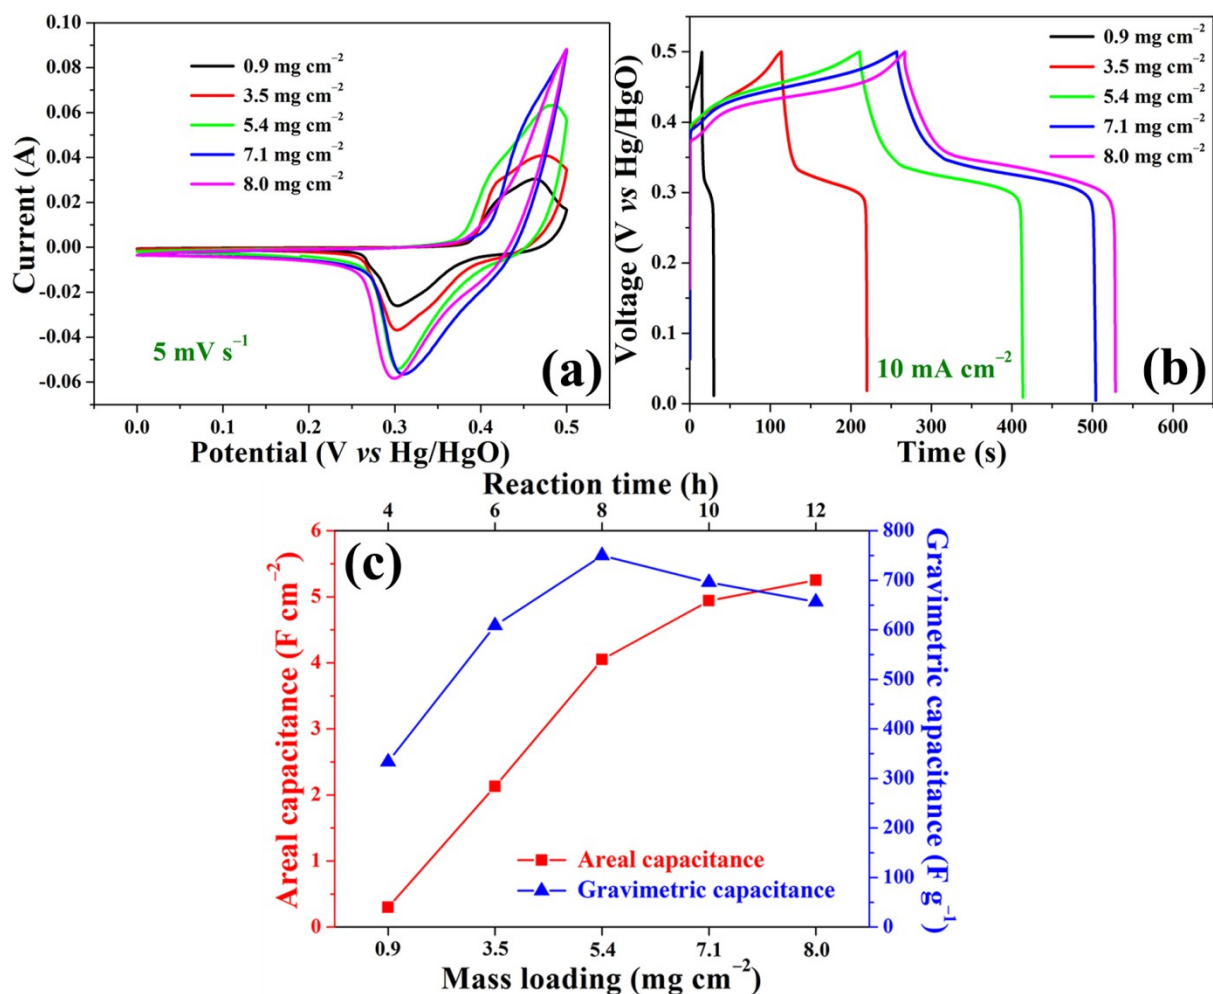 0.10
0.08
0.06
0.04
0.02
0.00
-0.02
-0.04
-0.06
Current (A)
0.9 mg cm⁻²
3.5 mg cm⁻²
5.4 mg cm⁻²
7.1 mg cm⁻²
8.0 mg cm⁻²
5 mV s⁻¹
(a)
0.0 0.1 0.2 0.3 0.4 0.5
Potential (V vs Hg/HgO)
0.5
0.4
0.3
0.2
0.1
0.0
Voltage (V vs Hg/HgO)
0.9 mg cm⁻²
3.5 mg cm⁻²
5.4 mg cm⁻²
7.1 mg cm⁻²
8.0 mg cm⁻²
10 mA cm⁻²
(b)
0 100 200 300 400 500 600
Time (s)
Reaction time (h)
4 6 8 10 12
6
5
4
3
2
1
0
Areal capacitance (F cm⁻²)
(c)
Areal capacitance
Gravimetric capacitance
800
700
600
500
400
300
200
100
0
Gravimetric capacitance (F g⁻¹)
0.9 3.5 5.4 7.1 8.0
Mass loading (mg cm⁻²)